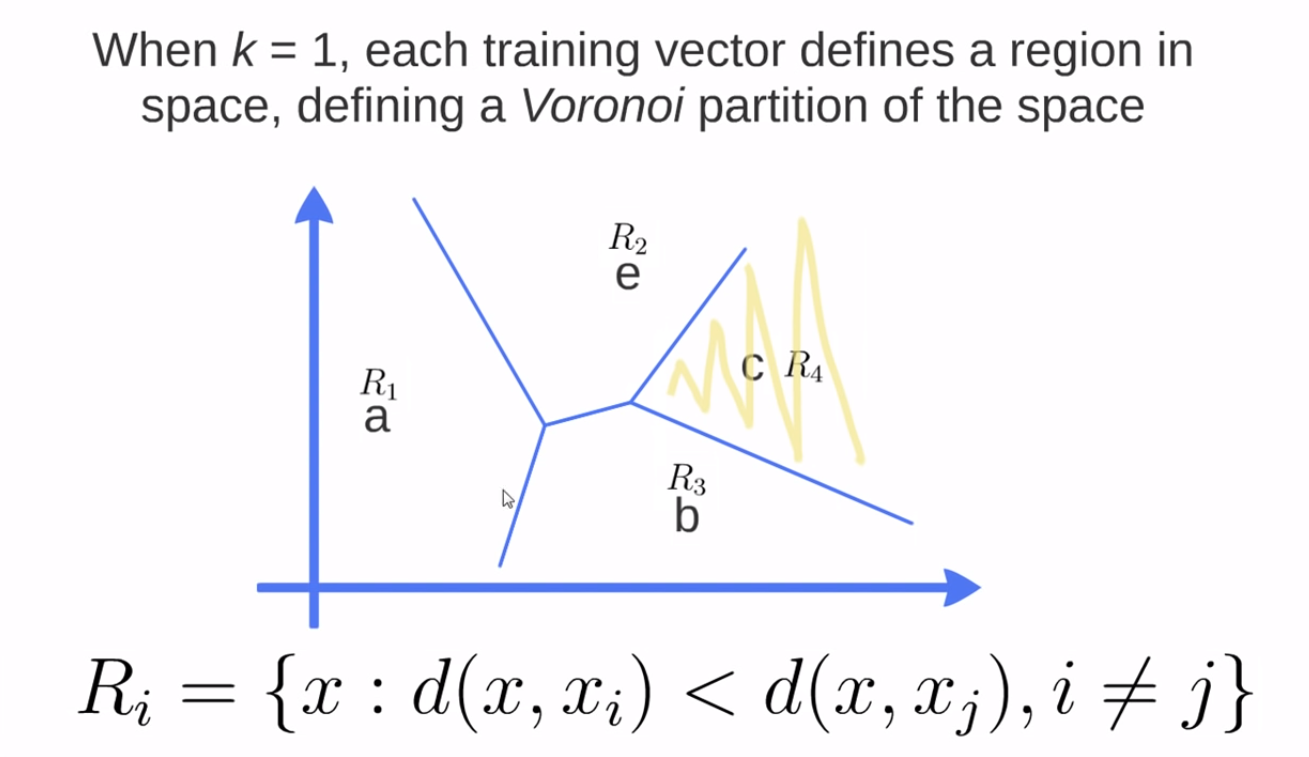 When k = 1, each training vector defines a region in
space, defining a Voronoi partition of the space
R₂
e
c R₄
R₁
a
R₃
b
Rᵢ = {x : d(x, xᵢ) < d(x, xⱼ), i ≠ j}